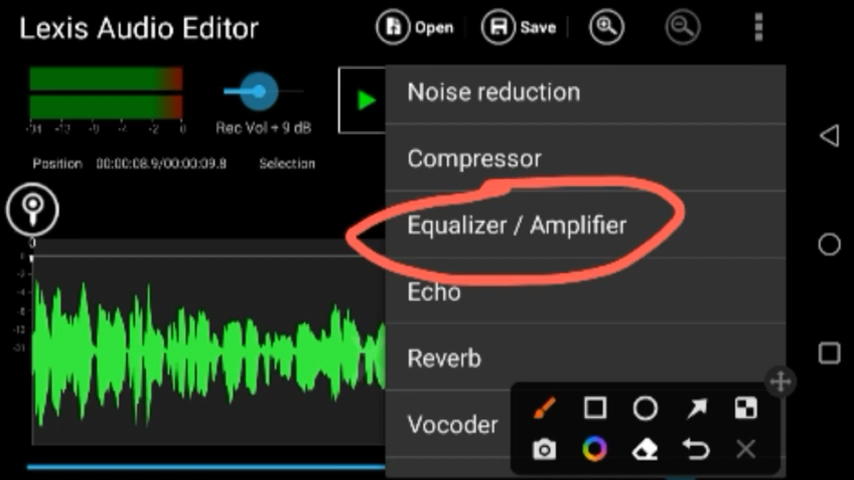 Lexis Audio Editor
Open
Save
Noise reduction
Rec Vol + 9 dB
Position 00:00:08.9/00:00:09.8 Selection
Compressor
Equalizer / Amplifier
Echo
Reverb
Vocoder